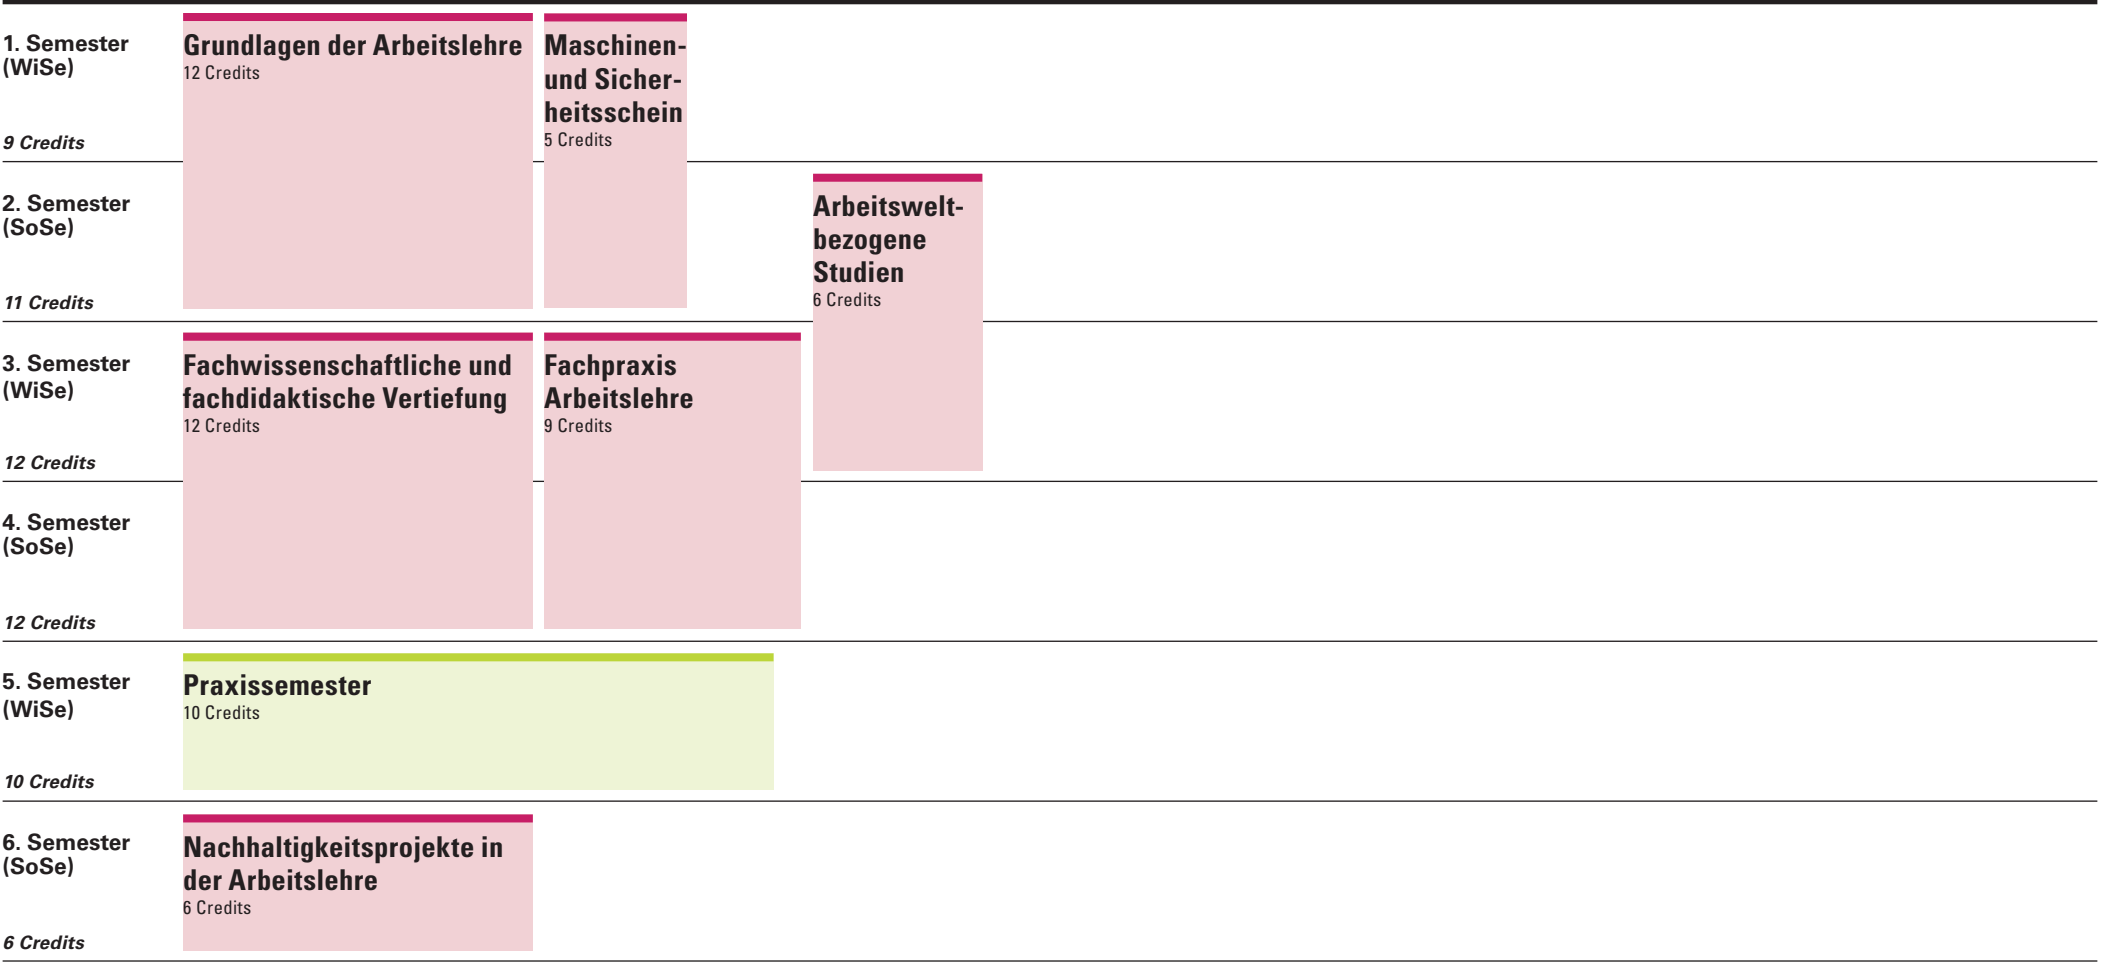 1. Semester
(WiSe)
9 Credits
Grundlagen der Arbeitslehre
12 Credits
Maschinen-
und Sicher-
heitsschein
5 Credits
2. Semester
(SoSe)
11 Credits
Arbeitswelt-
bezogene
Studien
6 Credits
3. Semester
(WiSe)
12 Credits
Fachwissenschaftliche und
fachdidaktische Vertiefung
12 Credits
Fachpraxis
Arbeitslehre
9 Credits
4. Semester
(SoSe)
12 Credits
5. Semester
(WiSe)
10 Credits
Praxissemester
10 Credits
6. Semester
(SoSe)
6 Credits
Nachhaltigkeitsprojekte in
der Arbeitslehre
6 Credits